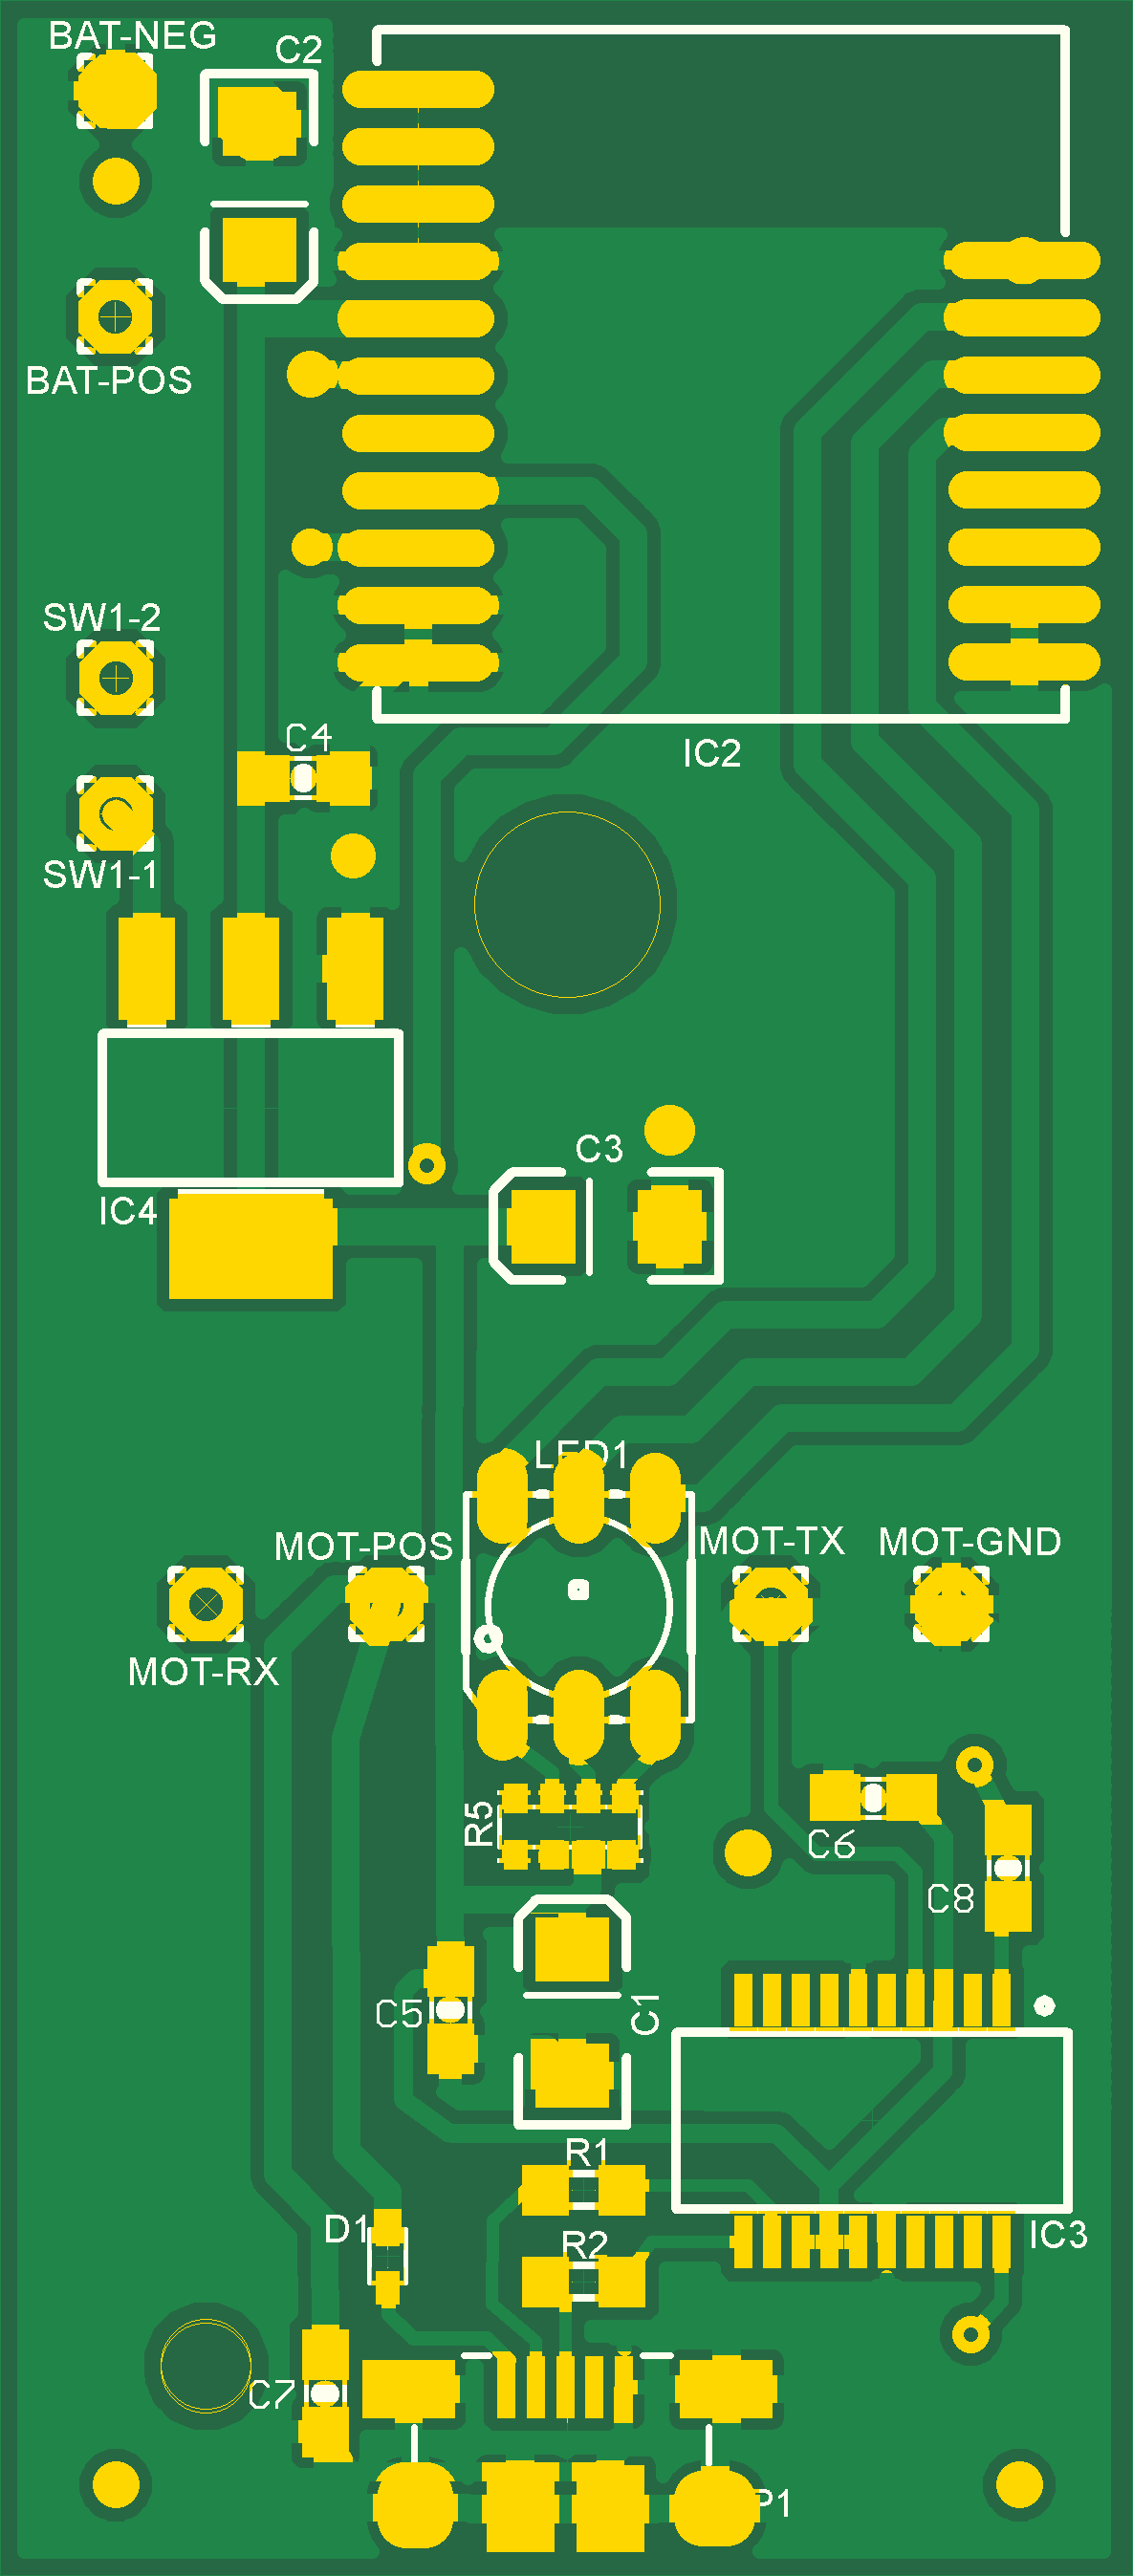 BAT-NEG
C2
BAT-POS
SW1-2
C4
IC2
SW1-1
C3
IC4
LED1
MOT-POS
MOT-TX
MOT-GND
MOT-RX
R5
C6
C8
C5
C1
R1
D1
R2
IC3
C7
P1